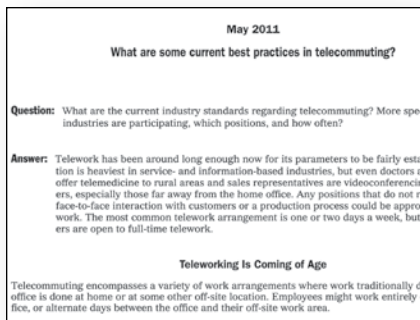 May 2011
What are some current best practices in telecommuting?
Question: What are the current industry standards regarding telecommuting? More
industries are participating, which positions, and how often?
Answer: Telework has been around long enough now for its parameters to be fairly
tion is heaviest in service- and information-based industries, but even doctors
offer telemedicine to rural areas and sales representatives are
ers, especially those far away from the home office. Any positions that do not
face-to-face interaction with customers or a production process could be
work. The most common telework arrangement is one or two days a week, but
ers are open to full-time telework.
Teleworking Is Coming of Age
Telecommuting encompasses a variety of work arrangements where work traditionally
office is done at home or at some other off-site location. Employees might work entirely
fice, or alternate days between the office and their off-site work area.